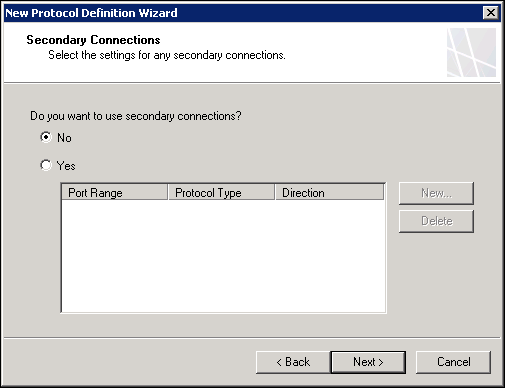 New Protocol Definition Wizard
Secondary Connections
Select the settings for any secondary connections.
Do you want to use secondary connections?
No
Yes
Port Range Protocol Type Direction
New...
Delete
< Back Next > Cancel